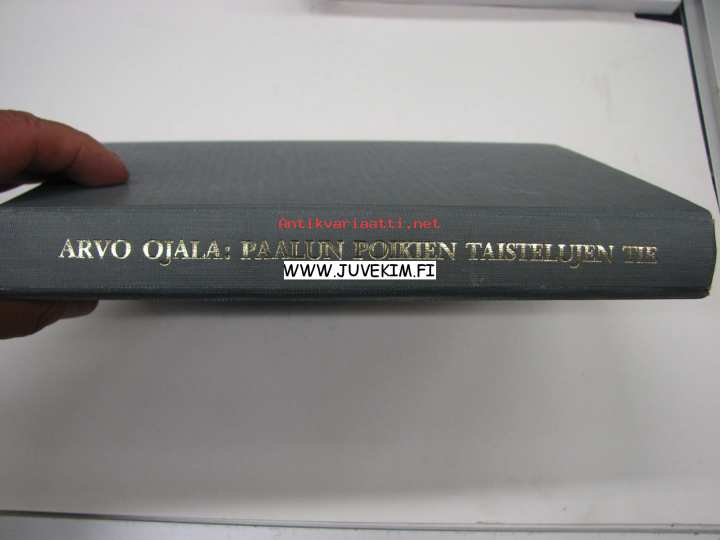 Antikvariaatti.net
ARVO OJALA: PAALUN POIKIEN TAISTELUJEN TIE
WWW.JUVEKIM.FI